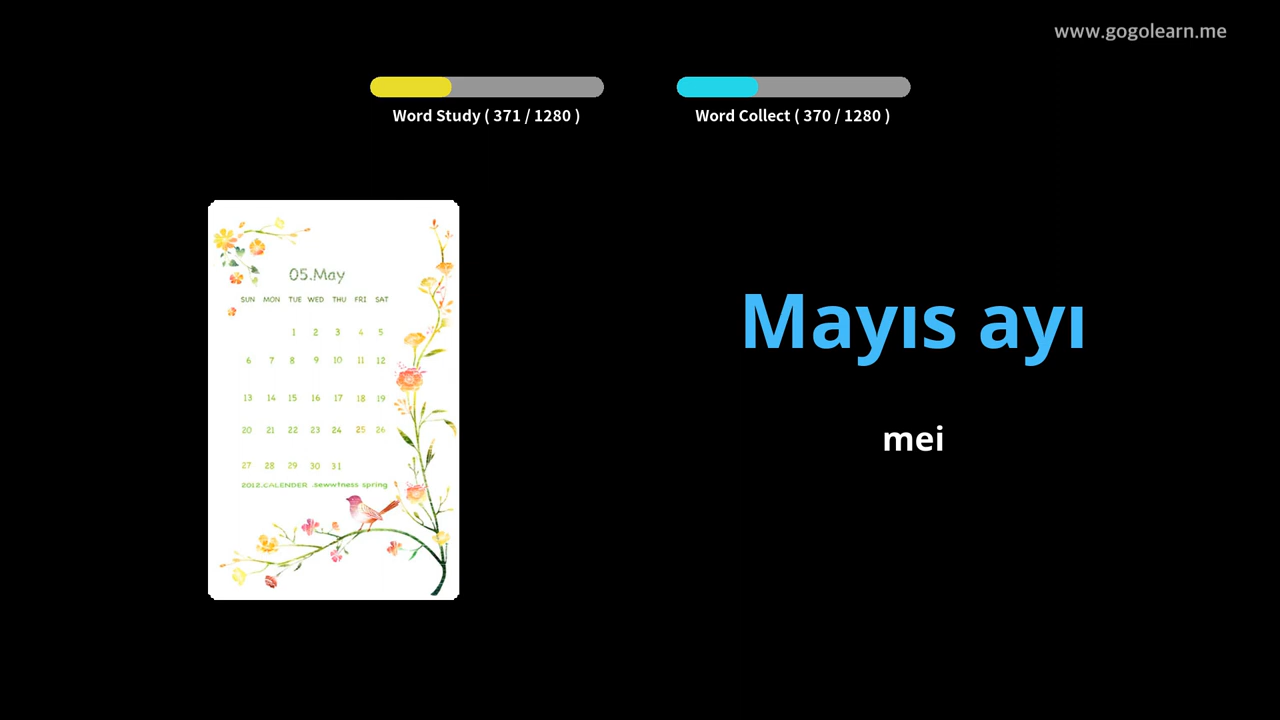 www.gogolearn.me
Word Study ( 371 / 1280 )
Word Collect ( 370 / 1280 )
05.May
SUN MON TUE WED THU FRI SAT
1 2 3 4 5
6 7 8 9 10 11 12
13 14 15 16 17 18 19
20 21 22 23 24 25 26
27 28 29 30 31
2012.CALENDER .sewwtness spring
Mayıs ayı
mei